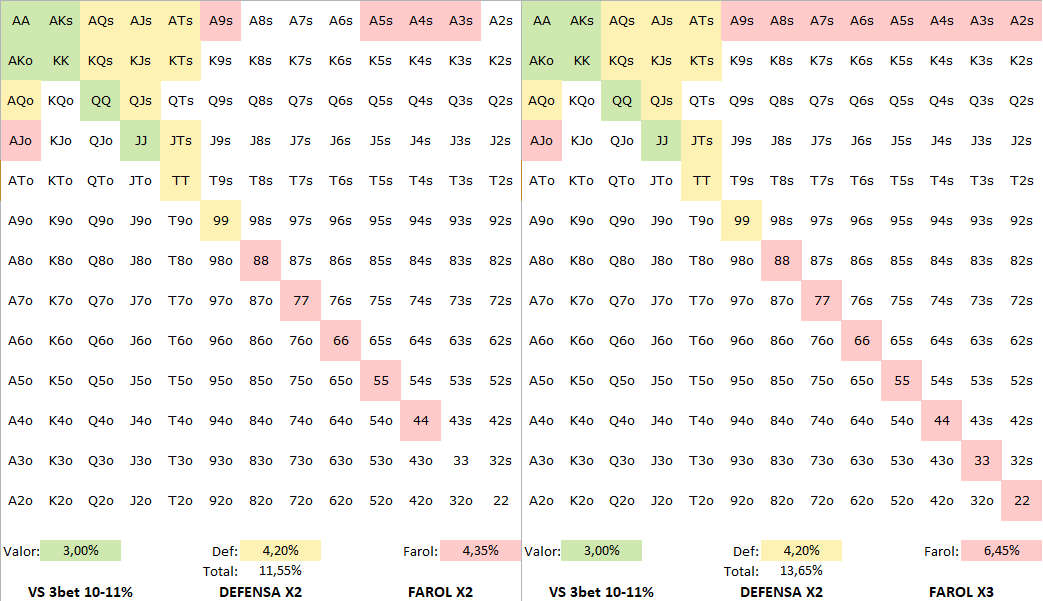 AA AKs AQs AJs ATs A9s A8s A7s A6s A5s A4s A3s A2s AA AKs AQs AJs ATs A9s A8s A7s A6s A5s A4s A3s A2s
AKo KK KQs KJs KTs K9s K8s K7s K6s K5s K4s K3s K2s AKo KK KQs KJs KTs K9s K8s K7s K6s K5s K4s K3s K2s
AQo KQo QQ QJs QTs Q9s Q8s Q7s Q6s Q5s Q4s Q3s Q2s AQo KQo QQ QJs QTs Q9s Q8s Q7s Q6s Q5s Q4s Q3s Q2s
AJo KJo QJo JJ JTs J9s J8s J7s J6s J5s J4s J3s J2s AJo KJo QJo JJ JTs J9s J8s J7s J6s J5s J4s J3s J2s
ATo KTo QTo JTo TT T9s T8s T7s T6s T5s T4s T3s T2s ATo KTo QTo JTo TT T9s T8s T7s T6s T5s T4s T3s T2s
A9o K9o Q9o J9o T9o 99 98s 97s 96s 95s 94s 93s 92s A9o K9o Q9o J9o T9o 99 98s 97s 96s 95s 94s 93s 92s
A8o K8o Q8o J8o T8o 98o 88 87s 86s 85s 84s 83s 82s A8o K8o Q8o J8o T8o 98o 88 87s 86s 85s 84s 83s 82s
A7o K7o Q7o J7o T7o 97o 87o 77 76s 75s 74s 73s 72s A7o K7o Q7o J7o T7o 97o 87o 77 76s 75s 74s 73s 72s
A6o K6o Q6o J6o T6o 96o 86o 76o 66 65s 64s 63s 62s A6o K6o Q6o J6o T6o 96o 86o 76o 66 65s 64s 63s 62s
A5o K5o Q5o J5o T5o 95o 85o 75o 65o 55 54s 53s 52s A5o K5o Q5o J5o T5o 95o 85o 75o 65o 55 54s 53s 52s
A4o K4o Q4o J4o T4o 94o 84o 74o 64o 54o 44 43s 42s A4o K4o Q4o J4o T4o 94o 84o 74o 64o 54o 44 43s 42s
A3o K3o Q3o J3o T3o 93o 83o 73o 63o 53o 43o 33 32s A3o K3o Q3o J3o T3o 93o 83o 73o 63o 53o 43o 33 32s
A2o K2o Q2o J2o T2o 92o 82o 72o 62o 52o 42o 32o 22 A2o K2o Q2o J2o T2o 92o 82o 72o 62o 52o 42o 32o 22
Valor: 3,00% Def: 4,20% Farol: 4,35% Valor: 3,00% Def: 4,20% Farol: 6,45%
Total: 11,55% Total: 13,65%
VS 3bet 10-11% DEFENSA X2 FAROL X2 VS 3bet 10-11% DEFENSA X2 FAROL X3